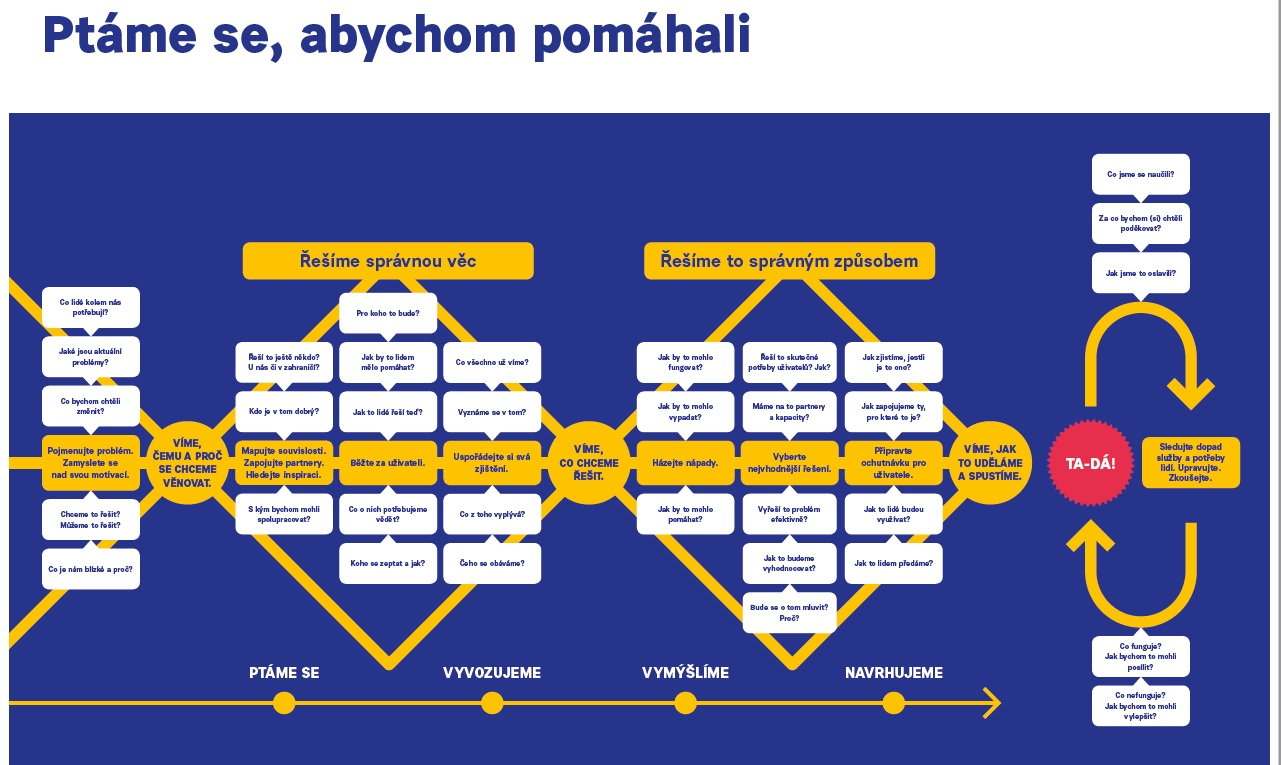 Ptáme se, abychom pomáhali
Co lidé kolem nás
potřebují?
Jaké jsou aktuální
problémy?
Co bychom chtěli
změnit?
Pojmenujte problém.
Zamyslete se
nad svou motivací.
Chceme to řešit?
Můžeme to řešit?
Co je nám blízké a proč?
VÍME,
ČEMU A PROČ
SE CHCEME
VĚNOVAT.
Řešíme správnou věc
Řeší to ještě někdo?
U nás či v zahraničí?
Kdo je v tom dobrý?
Mapujte souvislosti.
Zapojujte partnery.
Hledejte inspiraci.
S kým bychom mohli
spolupracovat?
Pro koho to bude?
Jak by to lidem
mělo pomáhat?
Jak to lidé řeší teď?
Běžte za uživateli.
Co o nich potřebujeme
vědět?
Koho se zeptat a jak?
Co všechno už víme?
Vyznáme se v tom?
Uspořádejte si svá
zjištění.
Co z toho vyplývá?
Čeho se obáváme?
VÍME,
CO CHCEME
ŘEŠIT.
Řešíme to správným způsobem
Jak by to mohlo
fungovat?
Jak by to mohlo
vypadat?
Házejte nápady.
Jak by to mohlo
pomáhat?
Řeší to skutečné
potřeby uživatelů? Jak?
Máme na to partnery
a kapacity?
Vyberte
nejvhodnější řešení.
Vyřeší to problém
efektivně?
Jak to budeme
vyhodnocovat?
Bude se o tom mluvit?
Proč?
Jak zjistíme, jestli
je to ono?
Jak zapojujeme ty,
pro které to je?
Připravte
ochutnávku pro
uživatele.
Jak to lidé budou
využívat?
Jak to lidem předáme?
VÍME, JAK
TO UDĚLÁME
A SPUSTÍME.
Co jsme se naučili?
Za co bychom (si) chtěli
poděkovat?
Jak jsme to oslavili?
TA-DÁ!
Sledujte dopad
služby a potřeby
lidí. Upravujte.
Zkoušejte.
Co funguje?
Jak bychom to mohli
posílit?
Co nefunguje?
Jak bychom to mohli
vylepšit?
PTÁME SE
VYVOZUJEME
VYMÝŠLÍME
NAVRHUJEME